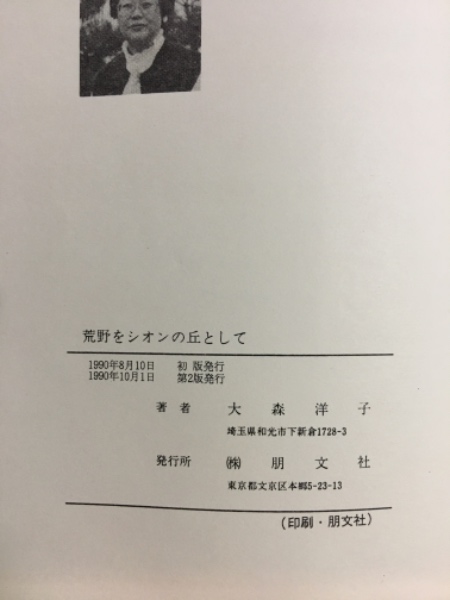 荒野をシオンの丘として
1990年8月10日 初版発行
1990年10月1日 第2版発行
著者 大森洋子
埼玉県和光市下新倉1728-3
発行所 ㈱朋文社
東京都文京区本郷5-23-13
(印刷・朋文社)